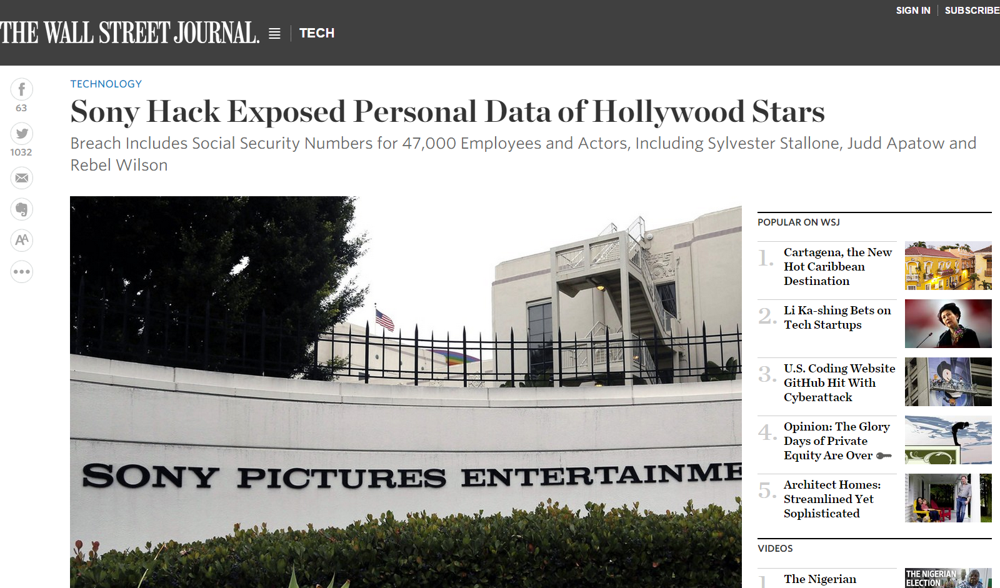 SIGN IN
SUBSCRIBE
THE WALL STREET JOURNAL.
TECH
TECHNOLOGY
Sony Hack Exposed Personal Data of Hollywood Stars
Breach Includes Social Security Numbers for 47,000 Employees and Actors, Including Sylvester Stallone, Judd Apatow and
Rebel Wilson
63
1032
AA
SONY PICTURES ENTERTAINME
POPULAR ON WSJ
1.
Cartagena, the New
Hot Caribbean
Destination
2.
Li Ka-shing Bets on
Tech Startups
3.
U.S. Coding Website
GitHub Hit With
Cyberattack
4.
Opinion: The Glory
Days of Private
Equity Are Over
5.
Architect Homes:
Streamlined Yet
Sophisticated
VIDEOS
1
The Nigerian
THE NIGERIAN
ELECTION